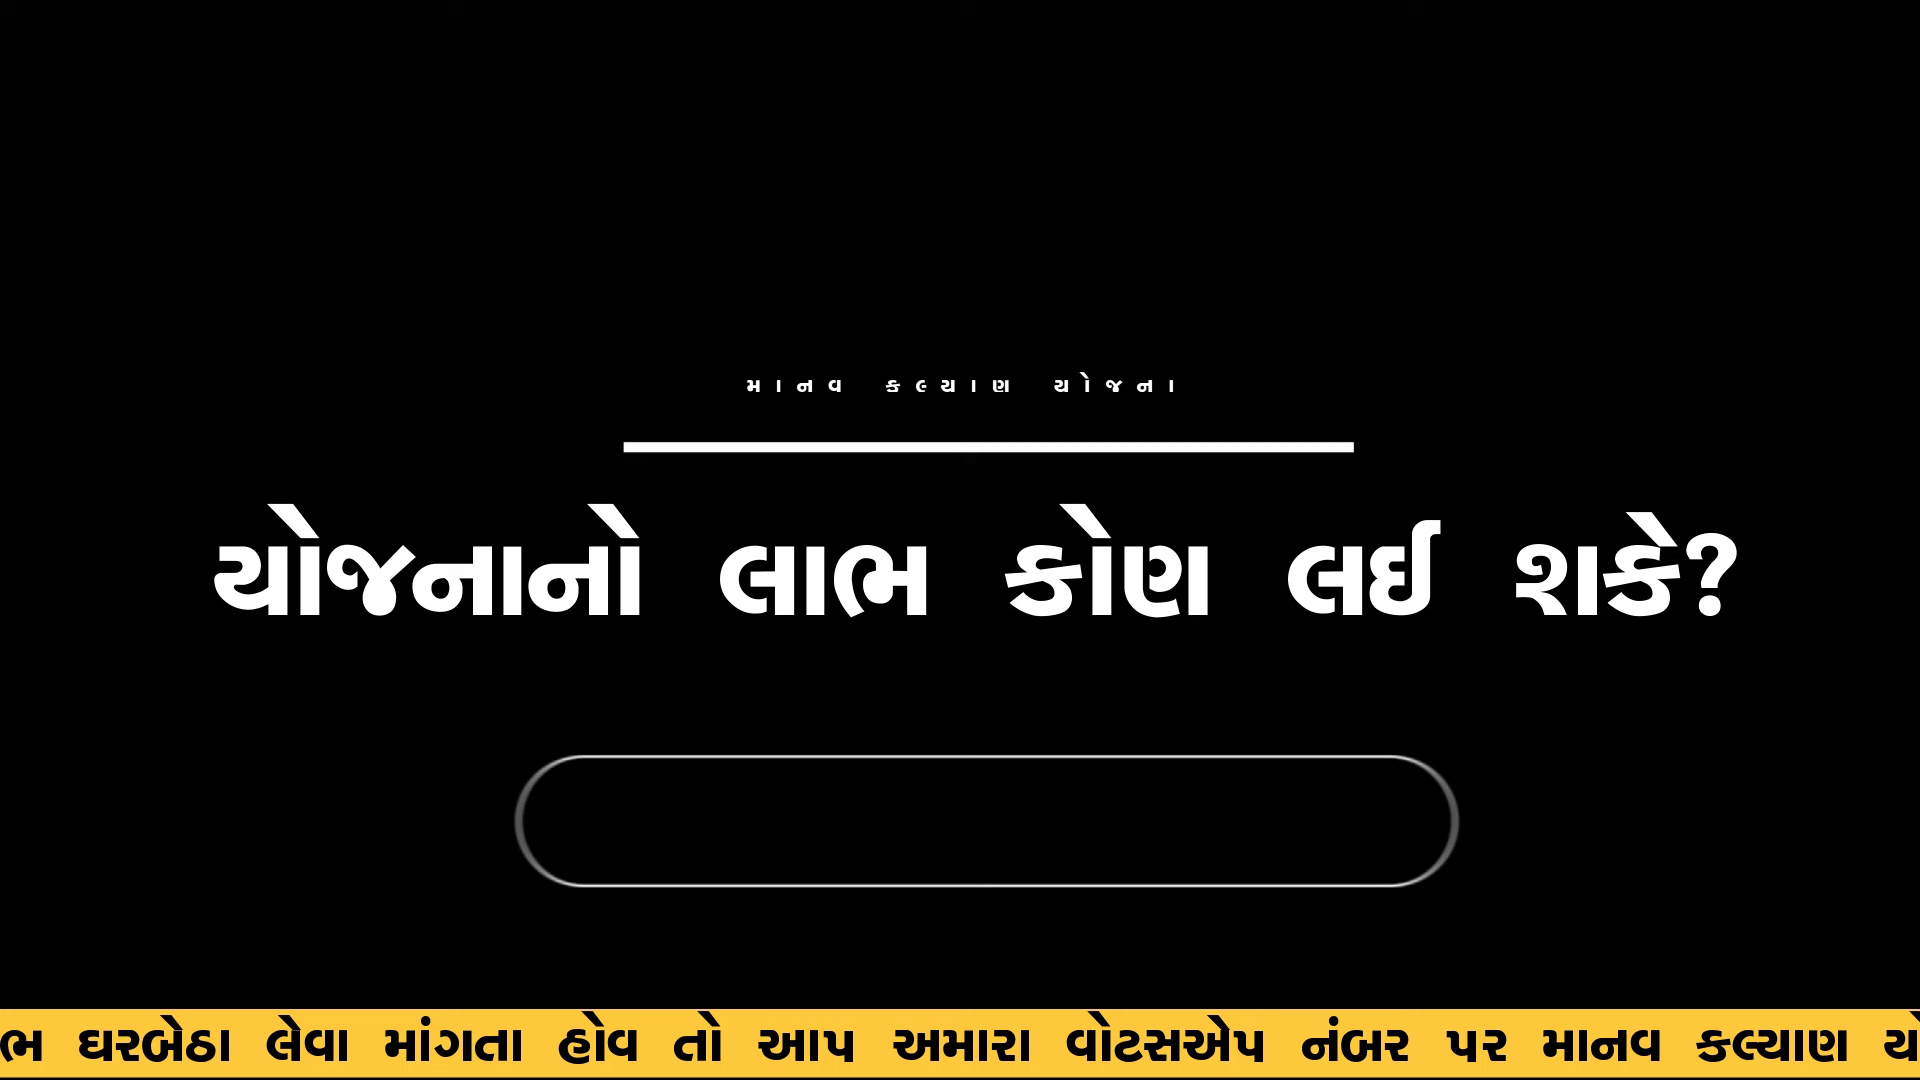 માનવ કલ્યાણ યોજના
યોજનાનો લાભ કોણ લઈ શકે?
ઘરબેઠા લેવા માંગતા હોવ તો આપ અમારા વોટસએપ નંબર પર માનવ કલ્યાણ